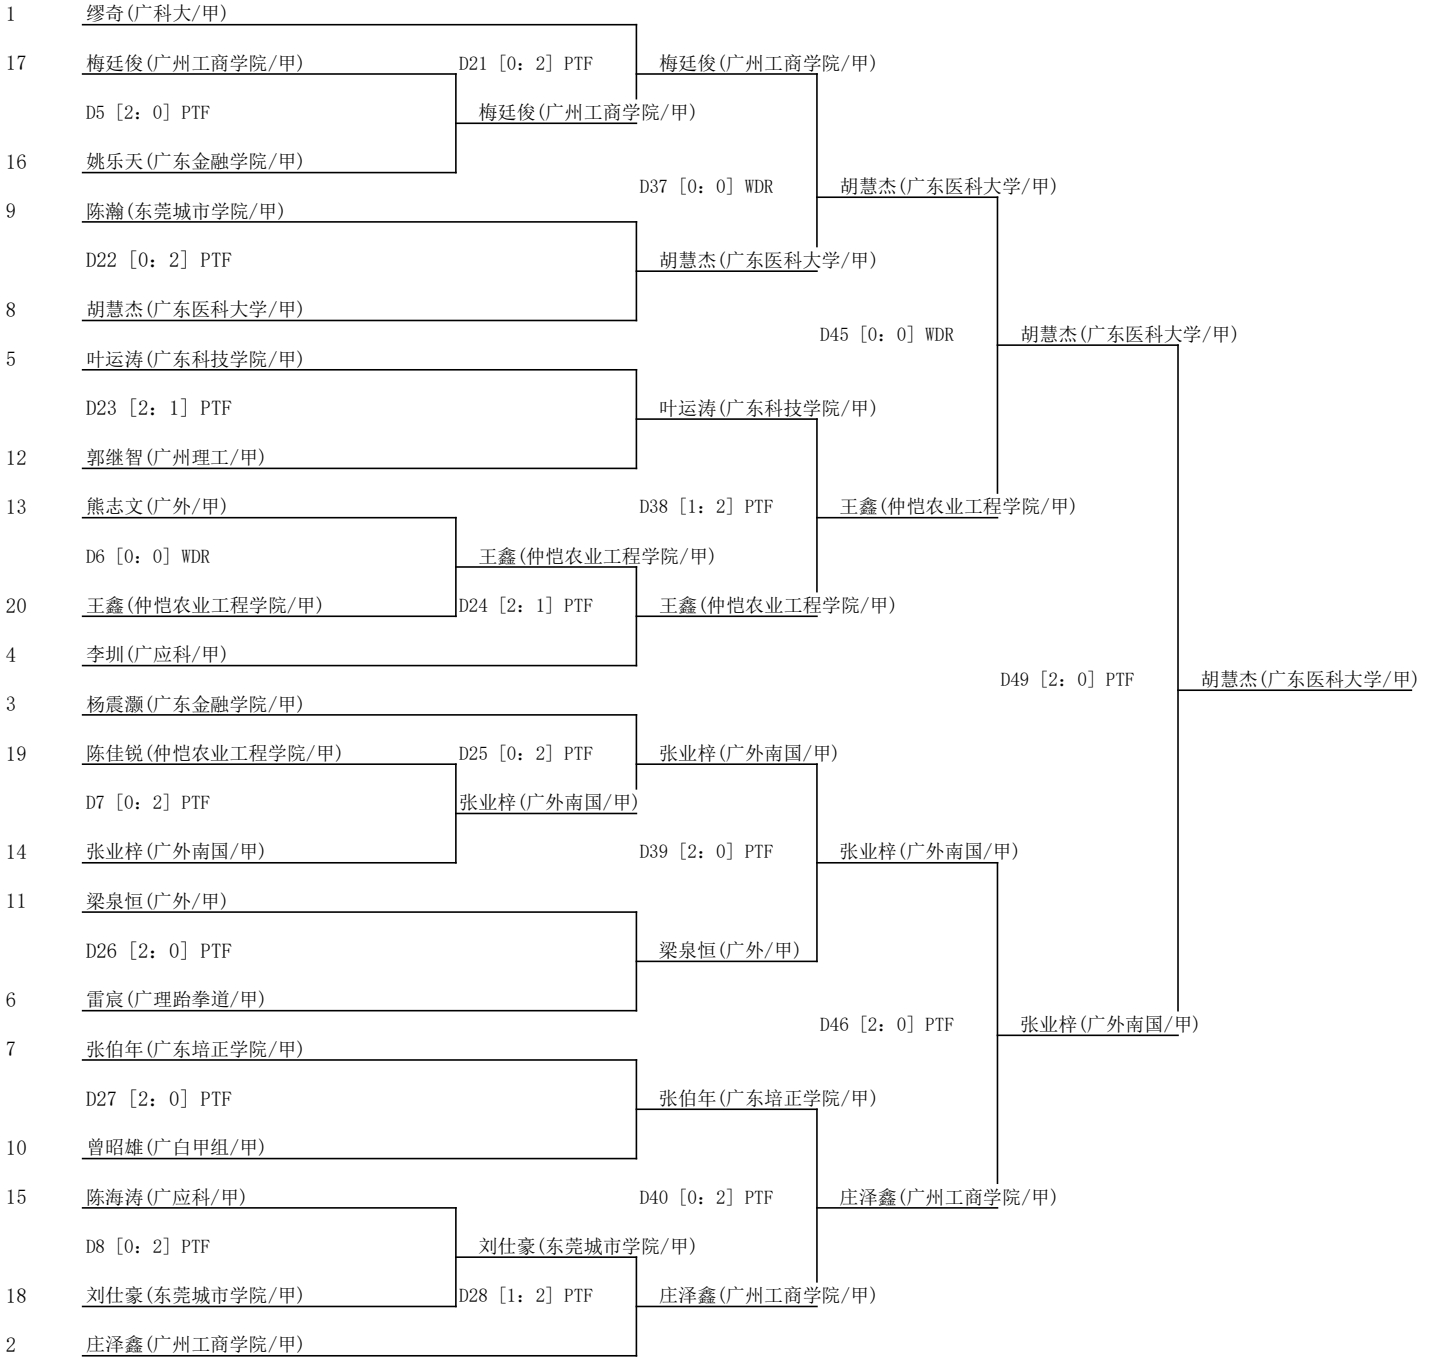 1 缪奇(广科大/甲)
17 梅廷俊(广州工商学院/甲) D21 [0: 2] PTF 梅廷俊(广州工商学院/甲)
D5 [2: 0] PTF 梅廷俊(广州工商学院/甲)
16 姚乐天(广东金融学院/甲)
D37 [0: 0] WDR 胡慧杰(广东医科大学/甲)
9 陈瀚(东莞城市学院/甲)
D22 [0: 2] PTF 胡慧杰(广东医科大学/甲)
8 胡慧杰(广东医科大学/甲)
D45 [0: 0] WDR 胡慧杰(广东医科大学/甲)
5 叶运涛(广东科技学院/甲)
D23 [2: 1] PTF 叶运涛(广东科技学院/甲)
12 郭继智(广州理工/甲)
13 熊志文(广外/甲) D38 [1: 2] PTF 王鑫(仲恺农业工程学院/甲)
D6 [0: 0] WDR 王鑫(仲恺农业工程学院/甲)
20 王鑫(仲恺农业工程学院/甲) D24 [2: 1] PTF 王鑫(仲恺农业工程学院/甲)
4 李圳(广应科/甲)
D49 [2: 0] PTF 胡慧杰(广东医科大学/甲)
3 杨震灏(广东金融学院/甲)
19 陈佳锐(仲恺农业工程学院/甲) D25 [0: 2] PTF 张业梓(广外南国/甲)
D7 [0: 2] PTF 张业梓(广外南国/甲)
14 张业梓(广外南国/甲) D39 [2: 0] PTF 张业梓(广外南国/甲)
11 梁泉恒(广外/甲)
D26 [2: 0] PTF 梁泉恒(广外/甲)
6 雷宸(广理跆拳道/甲)
D46 [2: 0] PTF 张业梓(广外南国/甲)
7 张伯年(广东培正学院/甲)
D27 [2: 0] PTF 张伯年(广东培正学院/甲)
10 曾昭雄(广白甲组/甲)
15 陈海涛(广应科/甲) D40 [0: 2] PTF 庄泽鑫(广州工商学院/甲)
D8 [0: 2] PTF 刘仕豪(东莞城市学院/甲)
18 刘仕豪(东莞城市学院/甲) D28 [1: 2] PTF 庄泽鑫(广州工商学院/甲)
2 庄泽鑫(广州工商学院/甲)